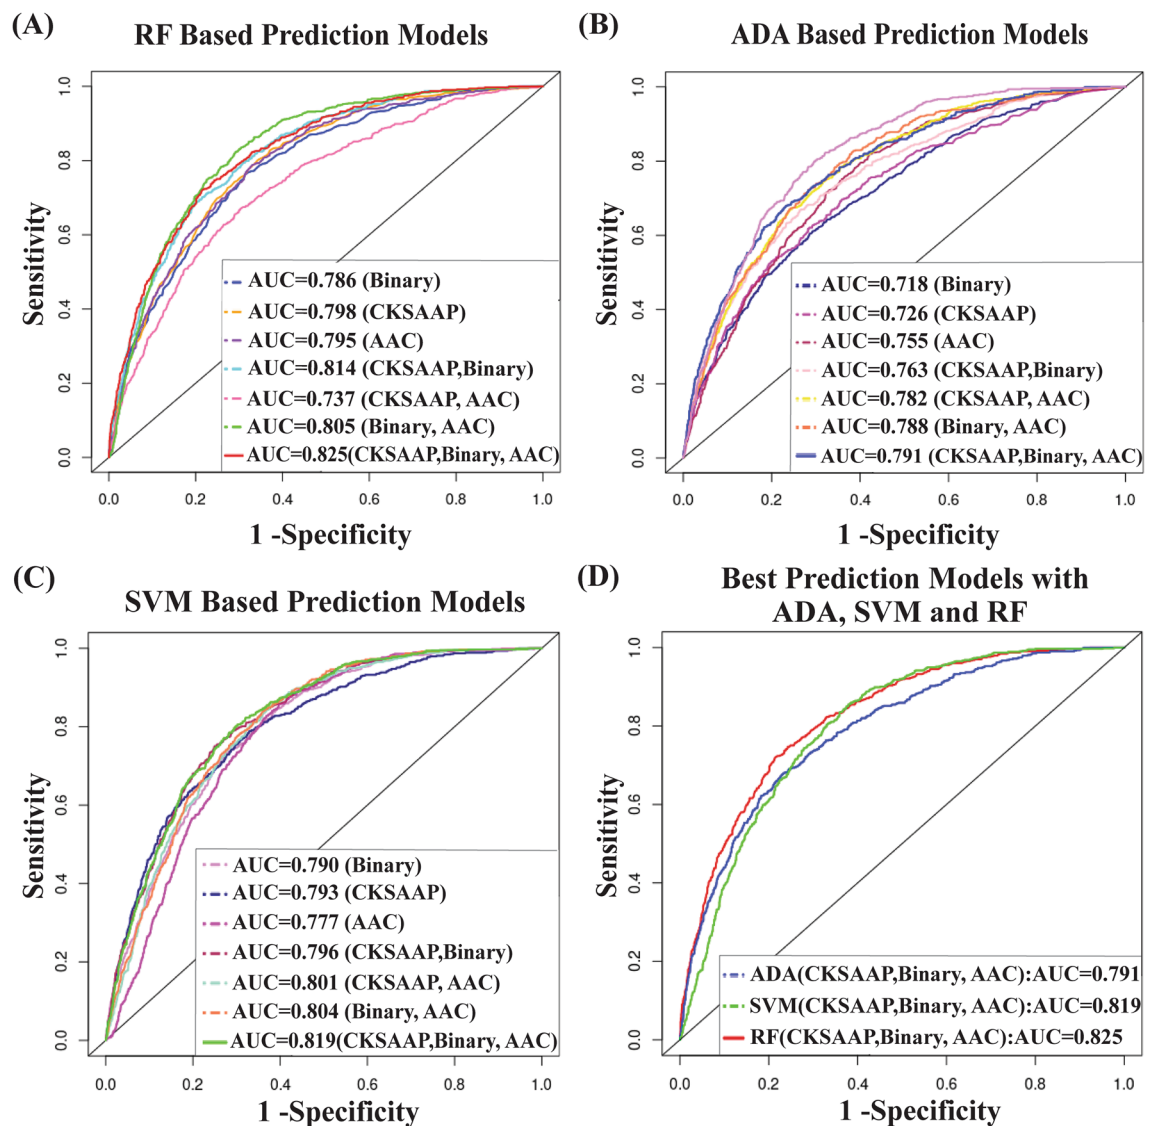 (A)
RF Based Prediction Models
Sensitivity
1.0
0.8
0.6
0.4
0.2
0.0
AUC=0.786 (Binary)
AUC=0.798 (CKSAAP)
AUC=0.795 (AAC)
AUC=0.814 (CKSAAP,Binary)
AUC=0.737 (CKSAAP, AAC)
AUC=0.805 (Binary, AAC)
AUC=0.825(CKSAAP,Binary, AAC)
0.0 0.2 0.4 0.6 0.8 1.0
1 -Specificity
(B)
ADA Based Prediction Models
Sensitivity
1.0
0.8
0.6
0.4
0.2
0.0
AUC=0.718 (Binary)
AUC=0.726 (CKSAAP)
AUC=0.755 (AAC)
AUC=0.763 (CKSAAP,Binary)
AUC=0.782 (CKSAAP, AAC)
AUC=0.788 (Binary, AAC)
AUC=0.791 (CKSAAP,Binary, AAC)
0.0 0.2 0.4 0.6 0.8 1.0
1 -Specificity
(C)
SVM Based Prediction Models
Sensitivity
1.0
0.8
0.6
0.4
0.2
0.0
AUC=0.790 (Binary)
AUC=0.793 (CKSAAP)
AUC=0.777 (AAC)
AUC=0.796 (CKSAAP,Binary)
AUC=0.801 (CKSAAP, AAC)
AUC=0.804 (Binary, AAC)
AUC=0.819(CKSAAP,Binary, AAC)
0.0 0.2 0.4 0.6 0.8 1.0
1 -Specificity
(D)
Best Prediction Models with
ADA, SVM and RF
Sensitivity
1.0
0.8
0.6
0.4
0.2
0.0
ADA(CKSAAP,Binary, AAC):AUC=0.791
SVM(CKSAAP,Binary, AAC):AUC=0.819
RF(CKSAAP,Binary, AAC):AUC=0.825
0.0 0.2 0.4 0.6 0.8 1.0
1 -Specificity